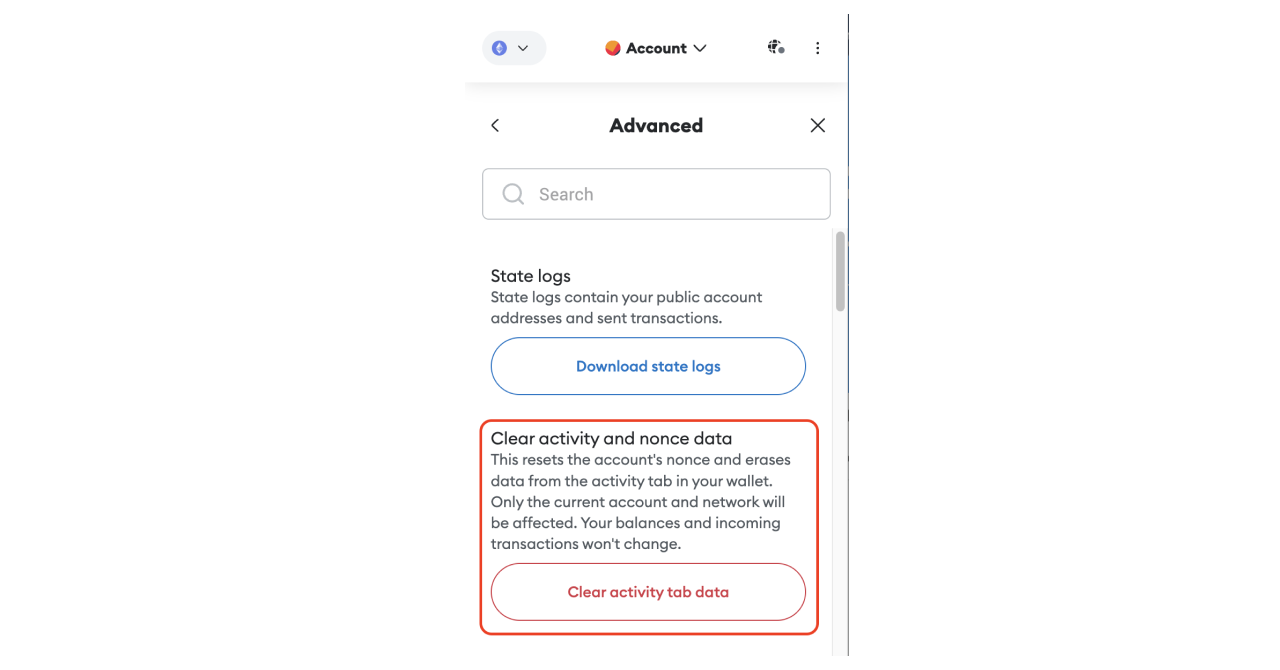 Account
Advanced
Search
State logs
State logs contain your public account
addresses and sent transactions.
Download state logs
Clear activity and nonce data
This resets the account's nonce and erases
data from the activity tab in your wallet.
Only the current account and network will
be affected. Your balances and incoming
transactions won't change.
Clear activity tab data